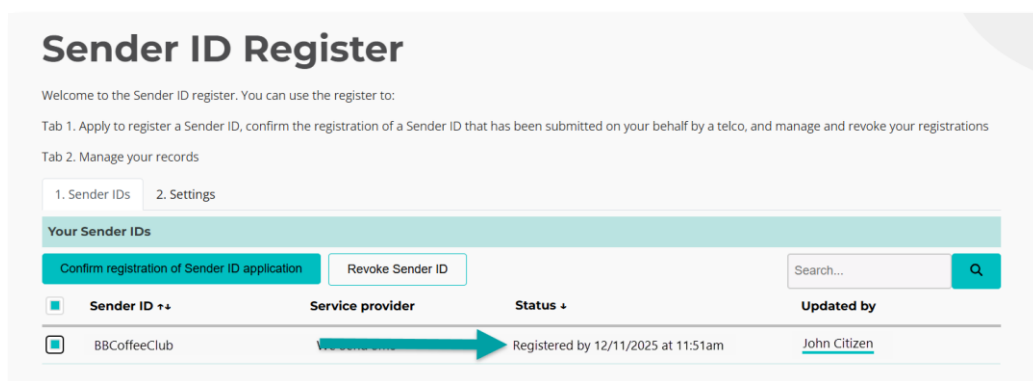 Sender ID Register
Welcome to the Sender ID register. You can use the register to:
Tab 1. Apply to register a Sender ID, confirm the registration of a Sender ID that has been submitted on your behalf by a telco, and manage and revoke your registrations
Tab 2. Manage your records
1. Sender IDs 2. Settings
Your Sender IDs
Confirm registration of Sender ID application Revoke Sender ID Search...
Sender ID ↑↓ Service provider Status ↓ Updated by
BBCoffeeClub Registered by 12/11/2025 at 11:51am John Citizen